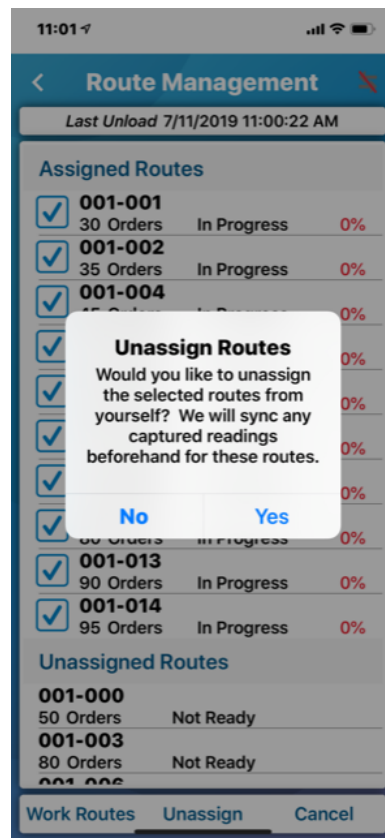 11:01
Route Management
Last Unload 7/11/2019 11:00:22 AM
Assigned Routes
001-001
30 Orders In Progress 0%
001-002
35 Orders In Progress 0%
001-004
0%
Unassign Routes
Would you like to unassign
the selected routes from
yourself? We will sync any
captured readings
beforehand for these routes.
No Yes
0%
0%
0%
0%
Orders In Progress 0%
001-013
90 Orders In Progress 0%
001-014
95 Orders In Progress 0%
Unassigned Routes
001-000
50 Orders Not Ready
001-003
80 Orders Not Ready
Work Routes Unassign Cancel